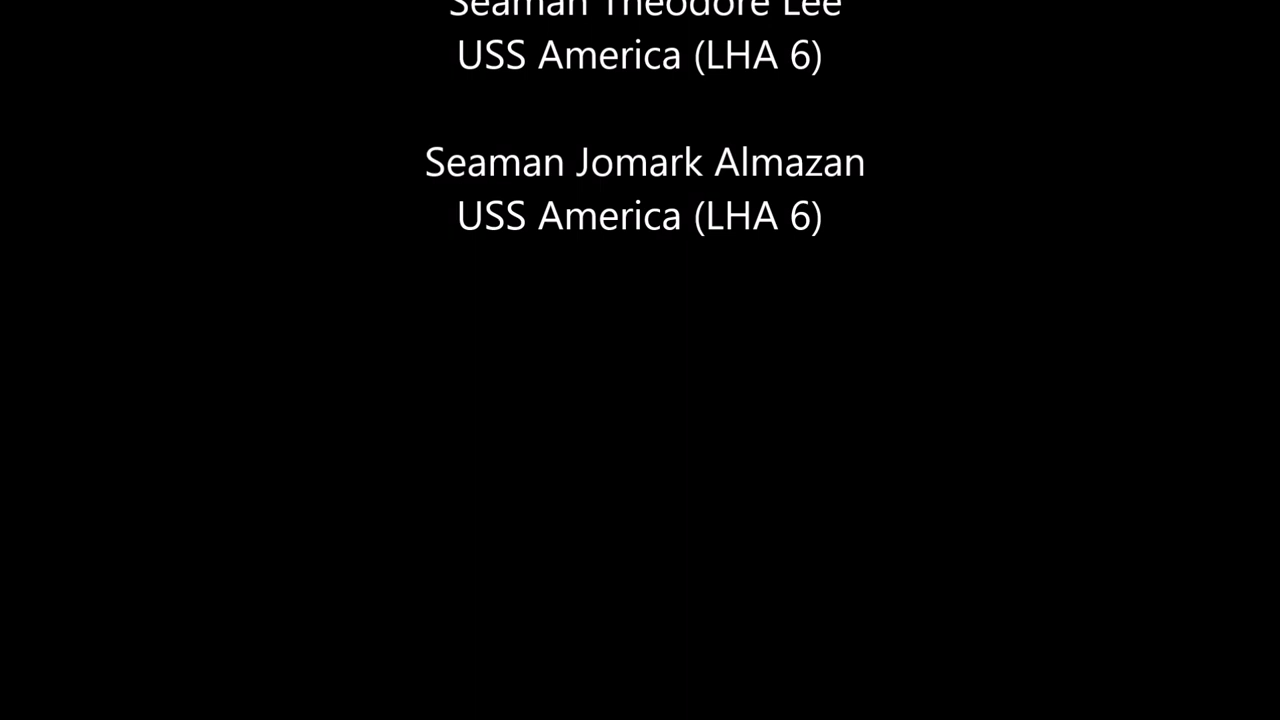 Seaman Theodore Lee
USS America (LHA 6)
Seaman Jomark Almazan
USS America (LHA 6)